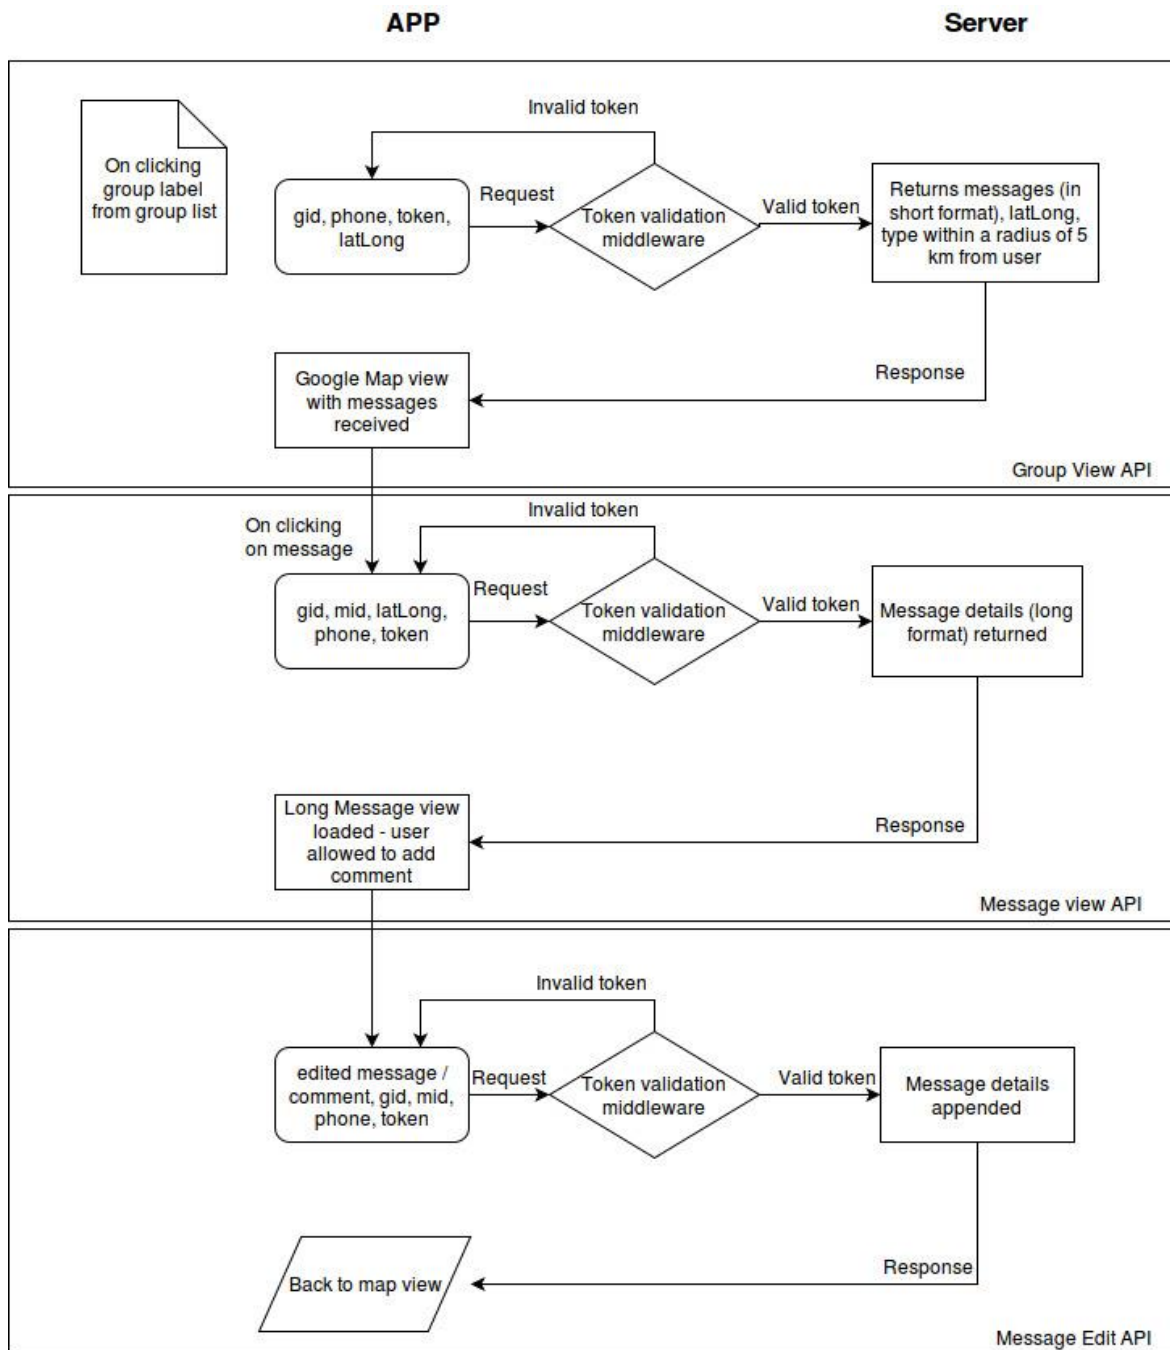 APP
Server
Invalid token
On clicking
group label
from group list
gid, phone, token,
latLong
Request
Token validation
middleware
Valid token
Returns messages (in
short format), latLong,
type within a radius of 5
km from user
Response
Google Map view
with messages
received
Group View API
On clicking
on message
Invalid token
gid, mid, latLong,
phone, token
Request
Token validation
middleware
Valid token
Message details (long
format) returned
Response
Long Message view
loaded - user
allowed to add
comment
Message view API
Invalid token
edited message /
comment, gid, mid,
phone, token
Request
Token validation
middleware
Valid token
Message details
appended
Response
Back to map view
Message Edit API